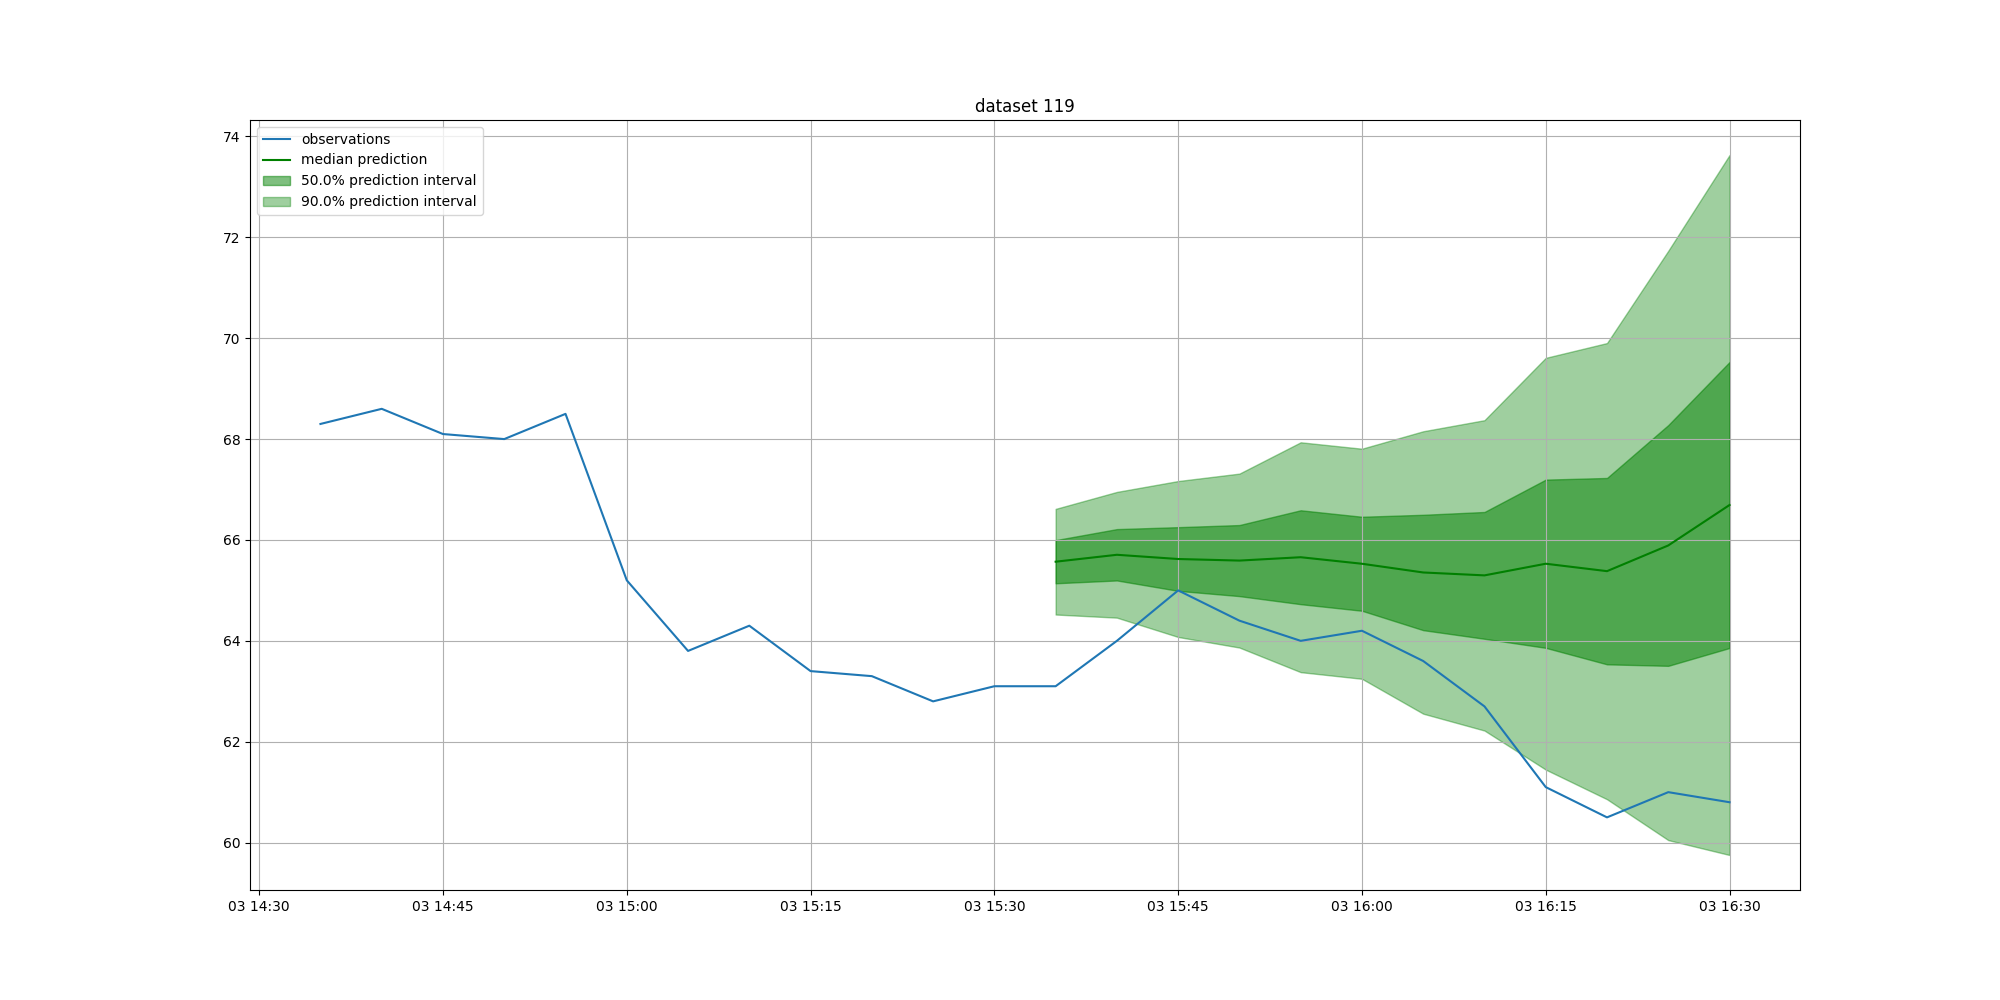 dataset 119
observations
median prediction
50.0% prediction interval
90.0% prediction interval
74
72
70
68
66
64
62
60
03 14:30 03 14:45 03 15:00 03 15:15 03 15:30 03 15:45 03 16:00 03 16:15 03 16:30